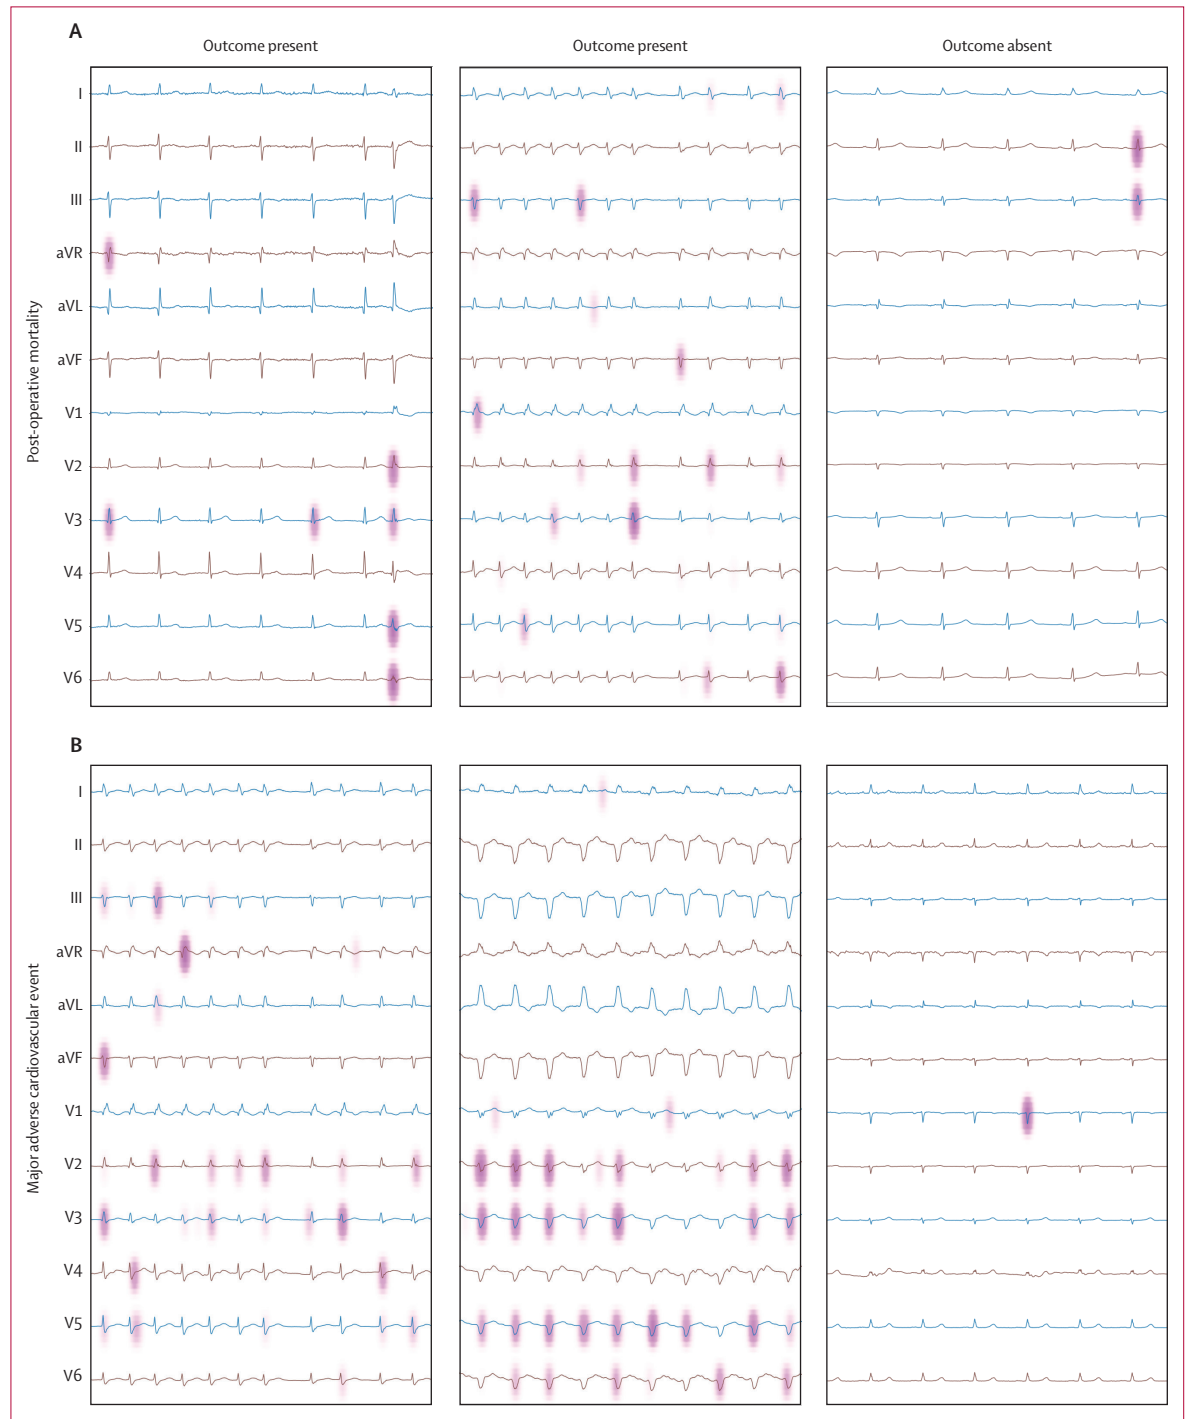 A
Outcome present
Outcome present
Outcome absent
Post-operative mortality
I
II
III
aVR
aVL
aVF
V1
V2
V3
V4
V5
V6
B
Major adverse cardiovascular event
I
II
III
aVR
aVL
aVF
V1
V2
V3
V4
V5
V6